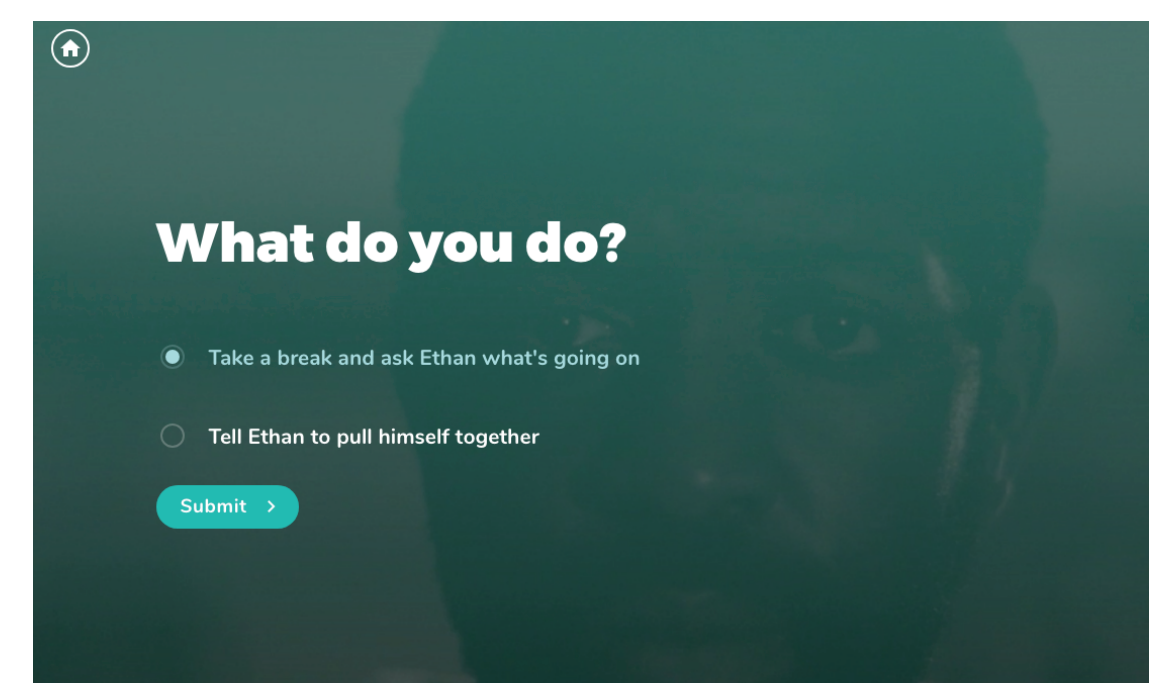 What do you do?
Take a break and ask Ethan what's going on
Tell Ethan to pull himself together
Submit